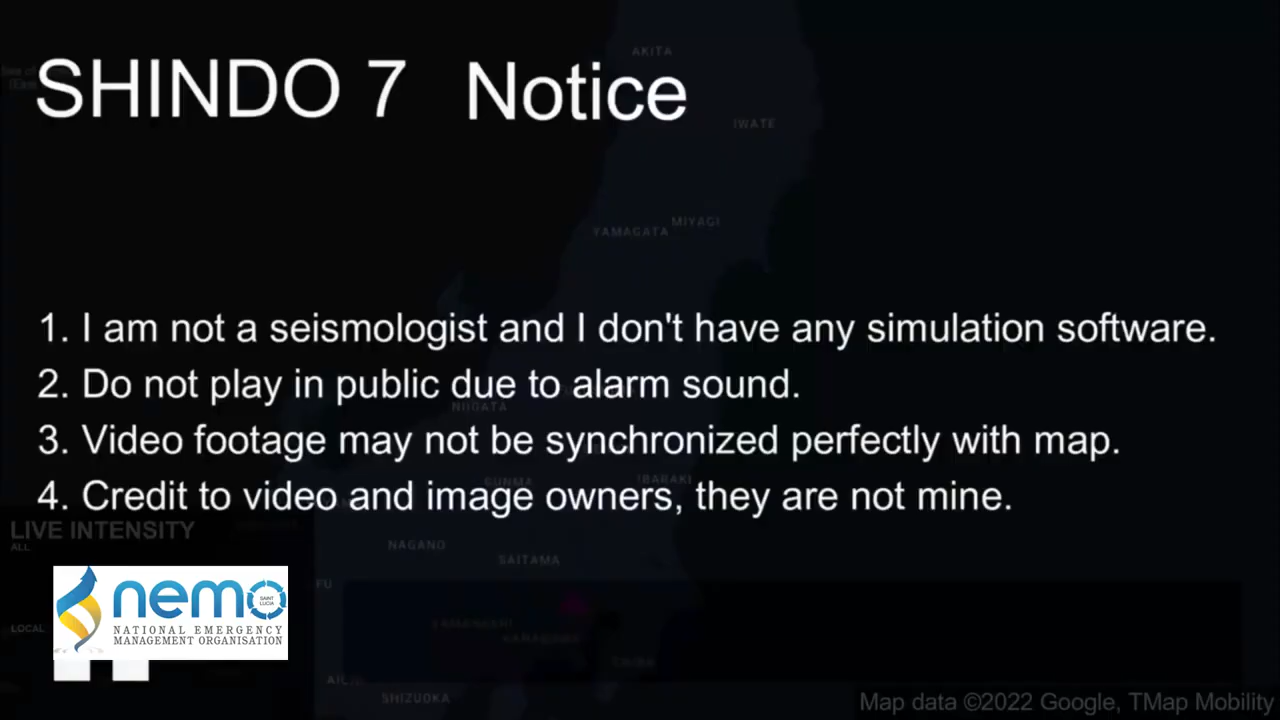 SHINDO 7 Notice
AKITA
IWATE
MIYAGI
YAMAGATA
1. I am not a seismologist and I don't have any simulation software.
2. Do not play in public due to alarm sound.
NIIGATA
3. Video footage may not be synchronized perfectly with map.
GUNMA
IBARAKI
4. Credit to video and image owners, they are not mine.
LIVE INTENSITY
ALL
NAGANO
SAITAMA
FU
nemo
SAINT LUCIA
NATIONAL EMERGENCY
MANAGEMENT ORGANISATION
LOCAL
SHIZUOKA
Map data ©2022 Google, TMap Mobility